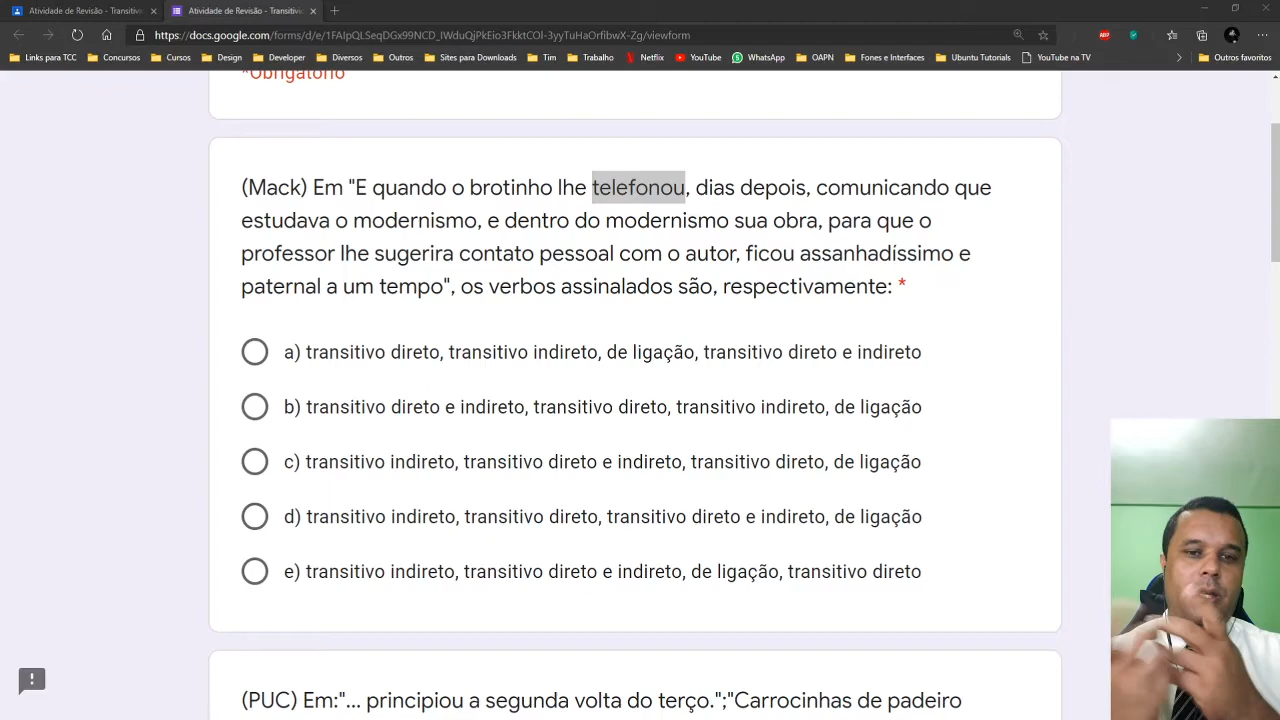 Atividade de Revisão - Transitivi
Atividade de Revisão - Transitivi
https://docs.google.com/forms/d/e/1FAIpQLSeqDGx99NCD_IWduQjPkEio3FkktCOl-3yyTuHaOrfibwX-Zg/viewform
Links para TCC Concursos Cursos Design Developer Diversos Outros Sites para Downloads Tim Trabalho Netflix YouTube WhatsApp OAPN Fones e Interfaces Ubuntu Tutorials YouTube na TV Outros favoritos
*Obrigatório
(Mack) Em "E quando o brotinho lhe telefonou, dias depois, comunicando que
estudava o modernismo, e dentro do modernismo sua obra, para que o
professor lhe sugerira contato pessoal com o autor, ficou assanhadíssimo e
paternal a um tempo", os verbos assinalados são, respectivamente: *
a) transitivo direto, transitivo indireto, de ligação, transitivo direto e indireto
b) transitivo direto e indireto, transitivo direto, transitivo indireto, de ligação
c) transitivo indireto, transitivo direto e indireto, transitivo direto, de ligação
d) transitivo indireto, transitivo direto, transitivo direto e indireto, de ligação
e) transitivo indireto, transitivo direto e indireto, de ligação, transitivo direto
(PUC) Em:"... principiou a segunda volta do terço.";"Carrocinhas de padeiro